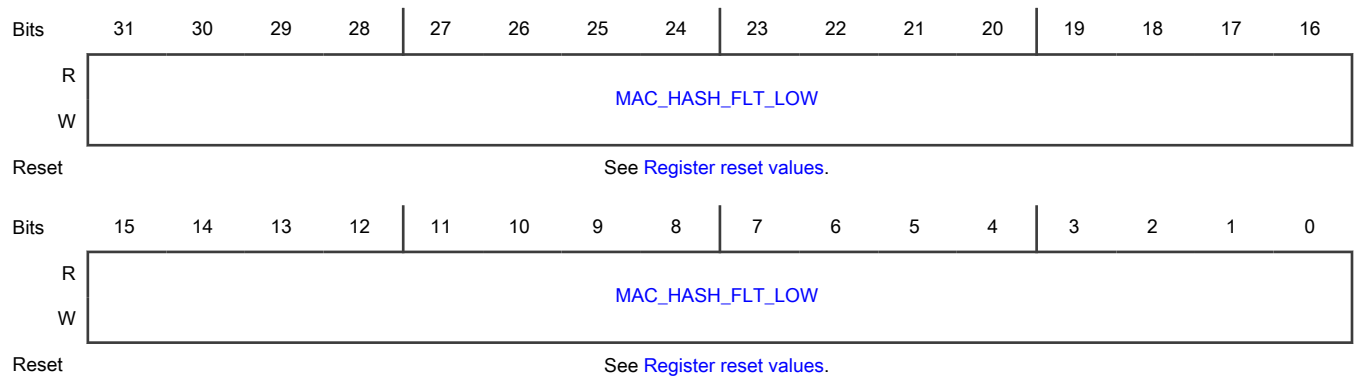 Bits 31 30 29 28 27 26 25 24 23 22 21 20 19 18 17 16
R
MAC_HASH_FLT_LOW
W
Reset See Register reset values.
Bits 15 14 13 12 11 10 9 8 7 6 5 4 3 2 1 0
R
MAC_HASH_FLT_LOW
W
Reset See Register reset values.